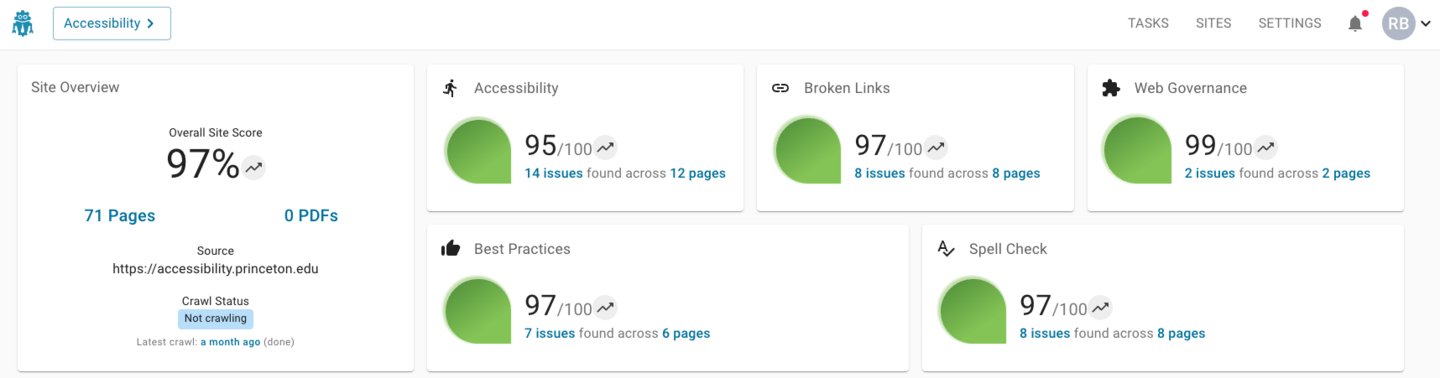 Accessibility
TASKS
SITES
SETTINGS
RB
Site Overview
Overall Site Score
97%
71 Pages
0 PDFs
Source
https://accessibility.princeton.edu
Crawl Status
Not crawling
Latest crawl: a month ago (done)
Accessibility
95/100
14 issues found across 12 pages
Broken Links
97/100
8 issues found across 8 pages
Web Governance
99/100
2 issues found across 2 pages
Best Practices
97/100
7 issues found across 6 pages
Spell Check
97/100
8 issues found across 8 pages